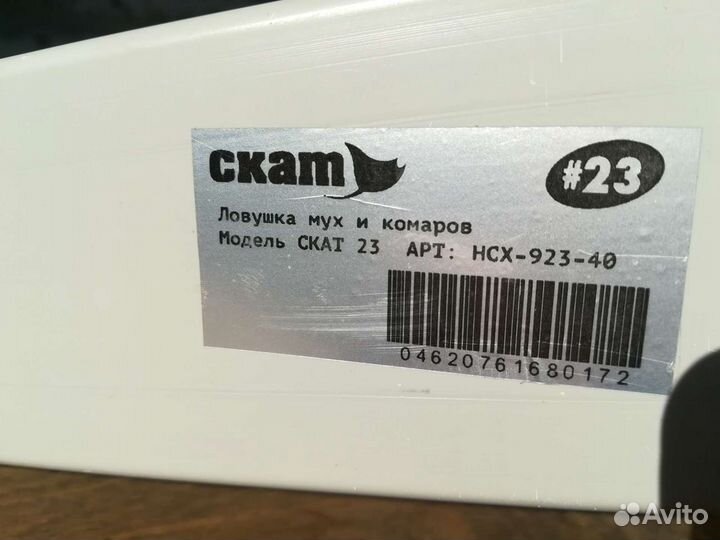 скат
#23
Ловушка мух и комаров
Модель СКАТ 23 АРТ: НСХ-923-40
04620761680172
Avito